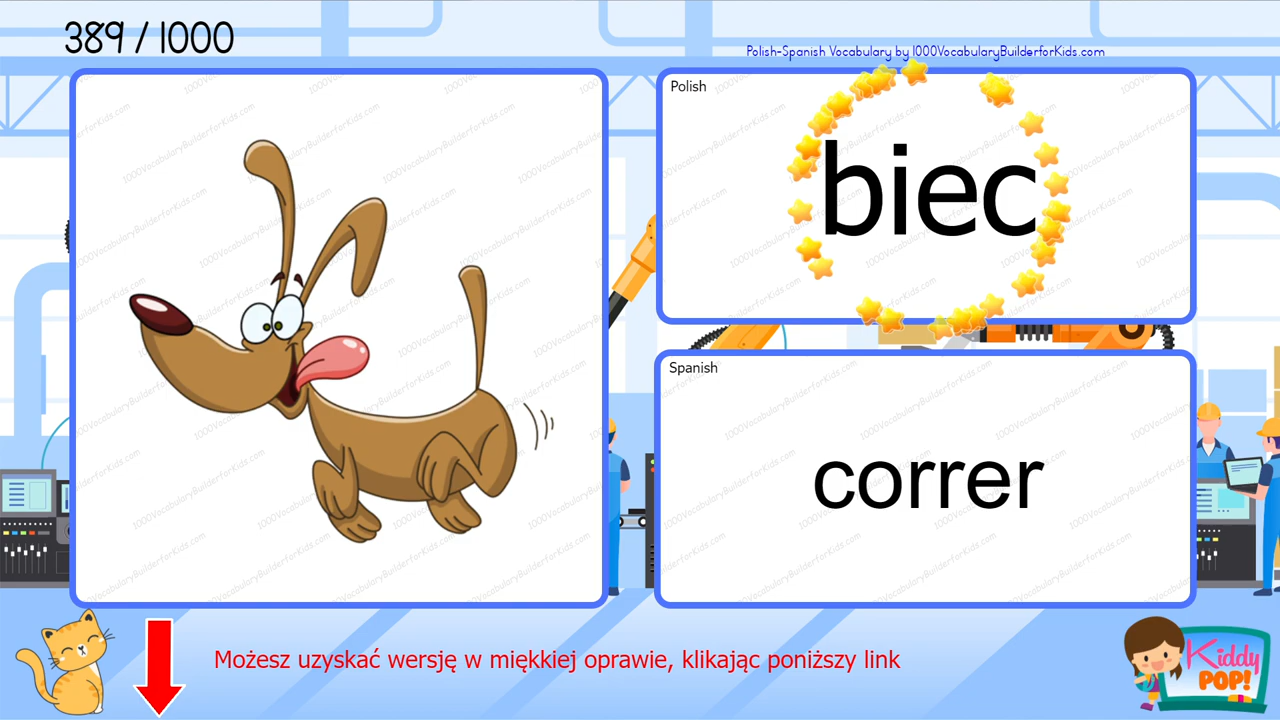 389 / 1000
Polish-Spanish Vocabulary by 1000VocabularyBuilderforKids.com
Polish
biec
Spanish
correr
Możesz uzyskać wersję w miękkiej oprawie, klikając poniższy link
Kiddy
POP!